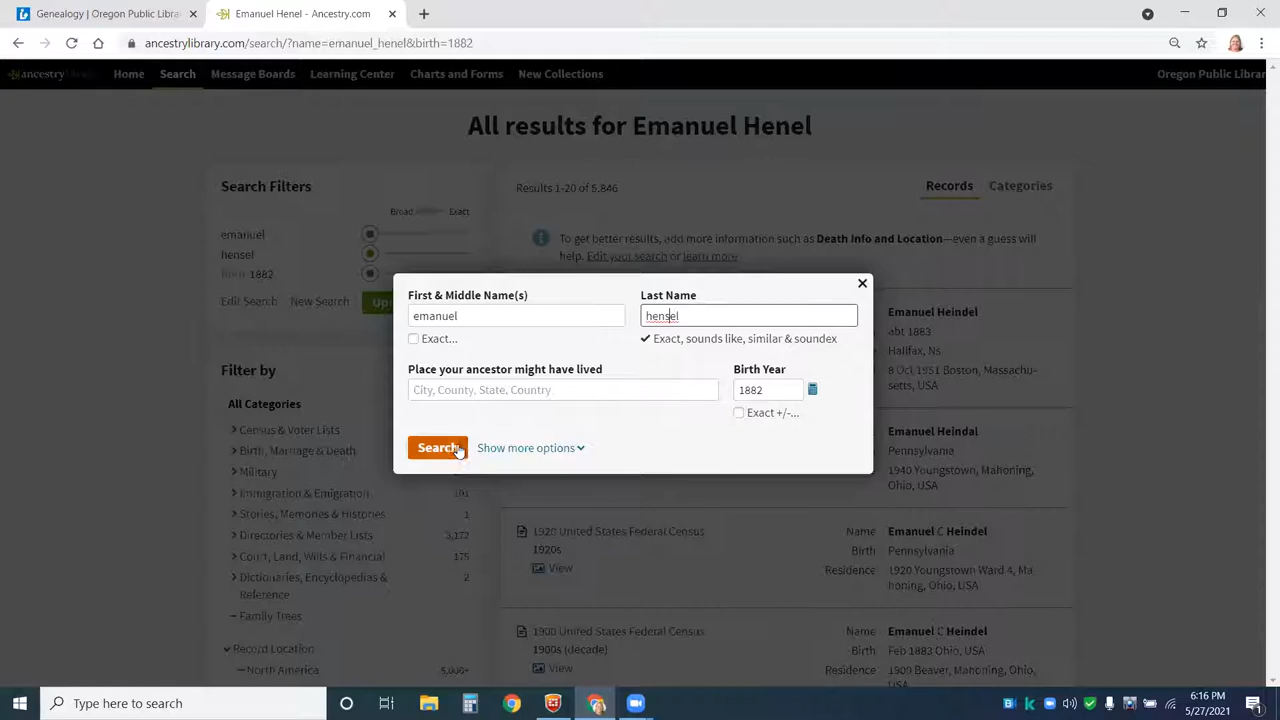 Genealogy | Oregon Public Libra
Emanuel Henel - Ancestry.com
ancestrylibrary.com/search/?name=emanuel_henel&birth=1882
ancestry
Home
Search
Message Boards
Learning Center
Charts and Forms
New Collections
Oregon Public Librar
All results for Emanuel Henel
Search Filters
Results 1-20 of 5,846
Records
Categories
Broad
Exact
emanuel
hensel
1882
To get better results, add more information such as Death Info and Location—even a guess will
help. Edit your search or learn more
Edit Search
New Search
Up
First & Middle Name(s)
Last Name
emanuel
hensel
Exact...
Exact, sounds like, similar & soundex
Place your ancestor might have lived
Birth Year
City, County, State, Country
1882
Exact +/-...
Search
Show more options
Emanuel Heindel
abt 1883
Halifax, Ns
8 Oct 1951 Boston, Massachu-
setts, USA
Filter by
All Categories
Census & Voter Lists
Birth, Marriage & Death
Military
Immigration & Emigration
191
Stories, Memories & Histories
1
Directories & Member Lists
3,172
Court, Land, Wills & Financial
175
Dictionaries, Encyclopedias &
Reference
2
Family Trees
Record Location
North America
5,000+
Emanuel Heindal
Pennsylvania
1940 Youngstown, Mahoning,
Ohio, USA
1920 United States Federal Census
1920s
View
Name
Emanuel C Heindel
Birth
Pennsylvania
Residence
1920 Youngstown Ward 4, Ma-
honing, Ohio, USA
1900 United States Federal Census
1900s (decade)
View
Name
Emanuel C Heindel
Birth
Feb 1883 Ohio, USA
Residence
1900 Beaver, Mahoning, Ohio,
USA
Type here to search
6:16 PM
5/27/2021